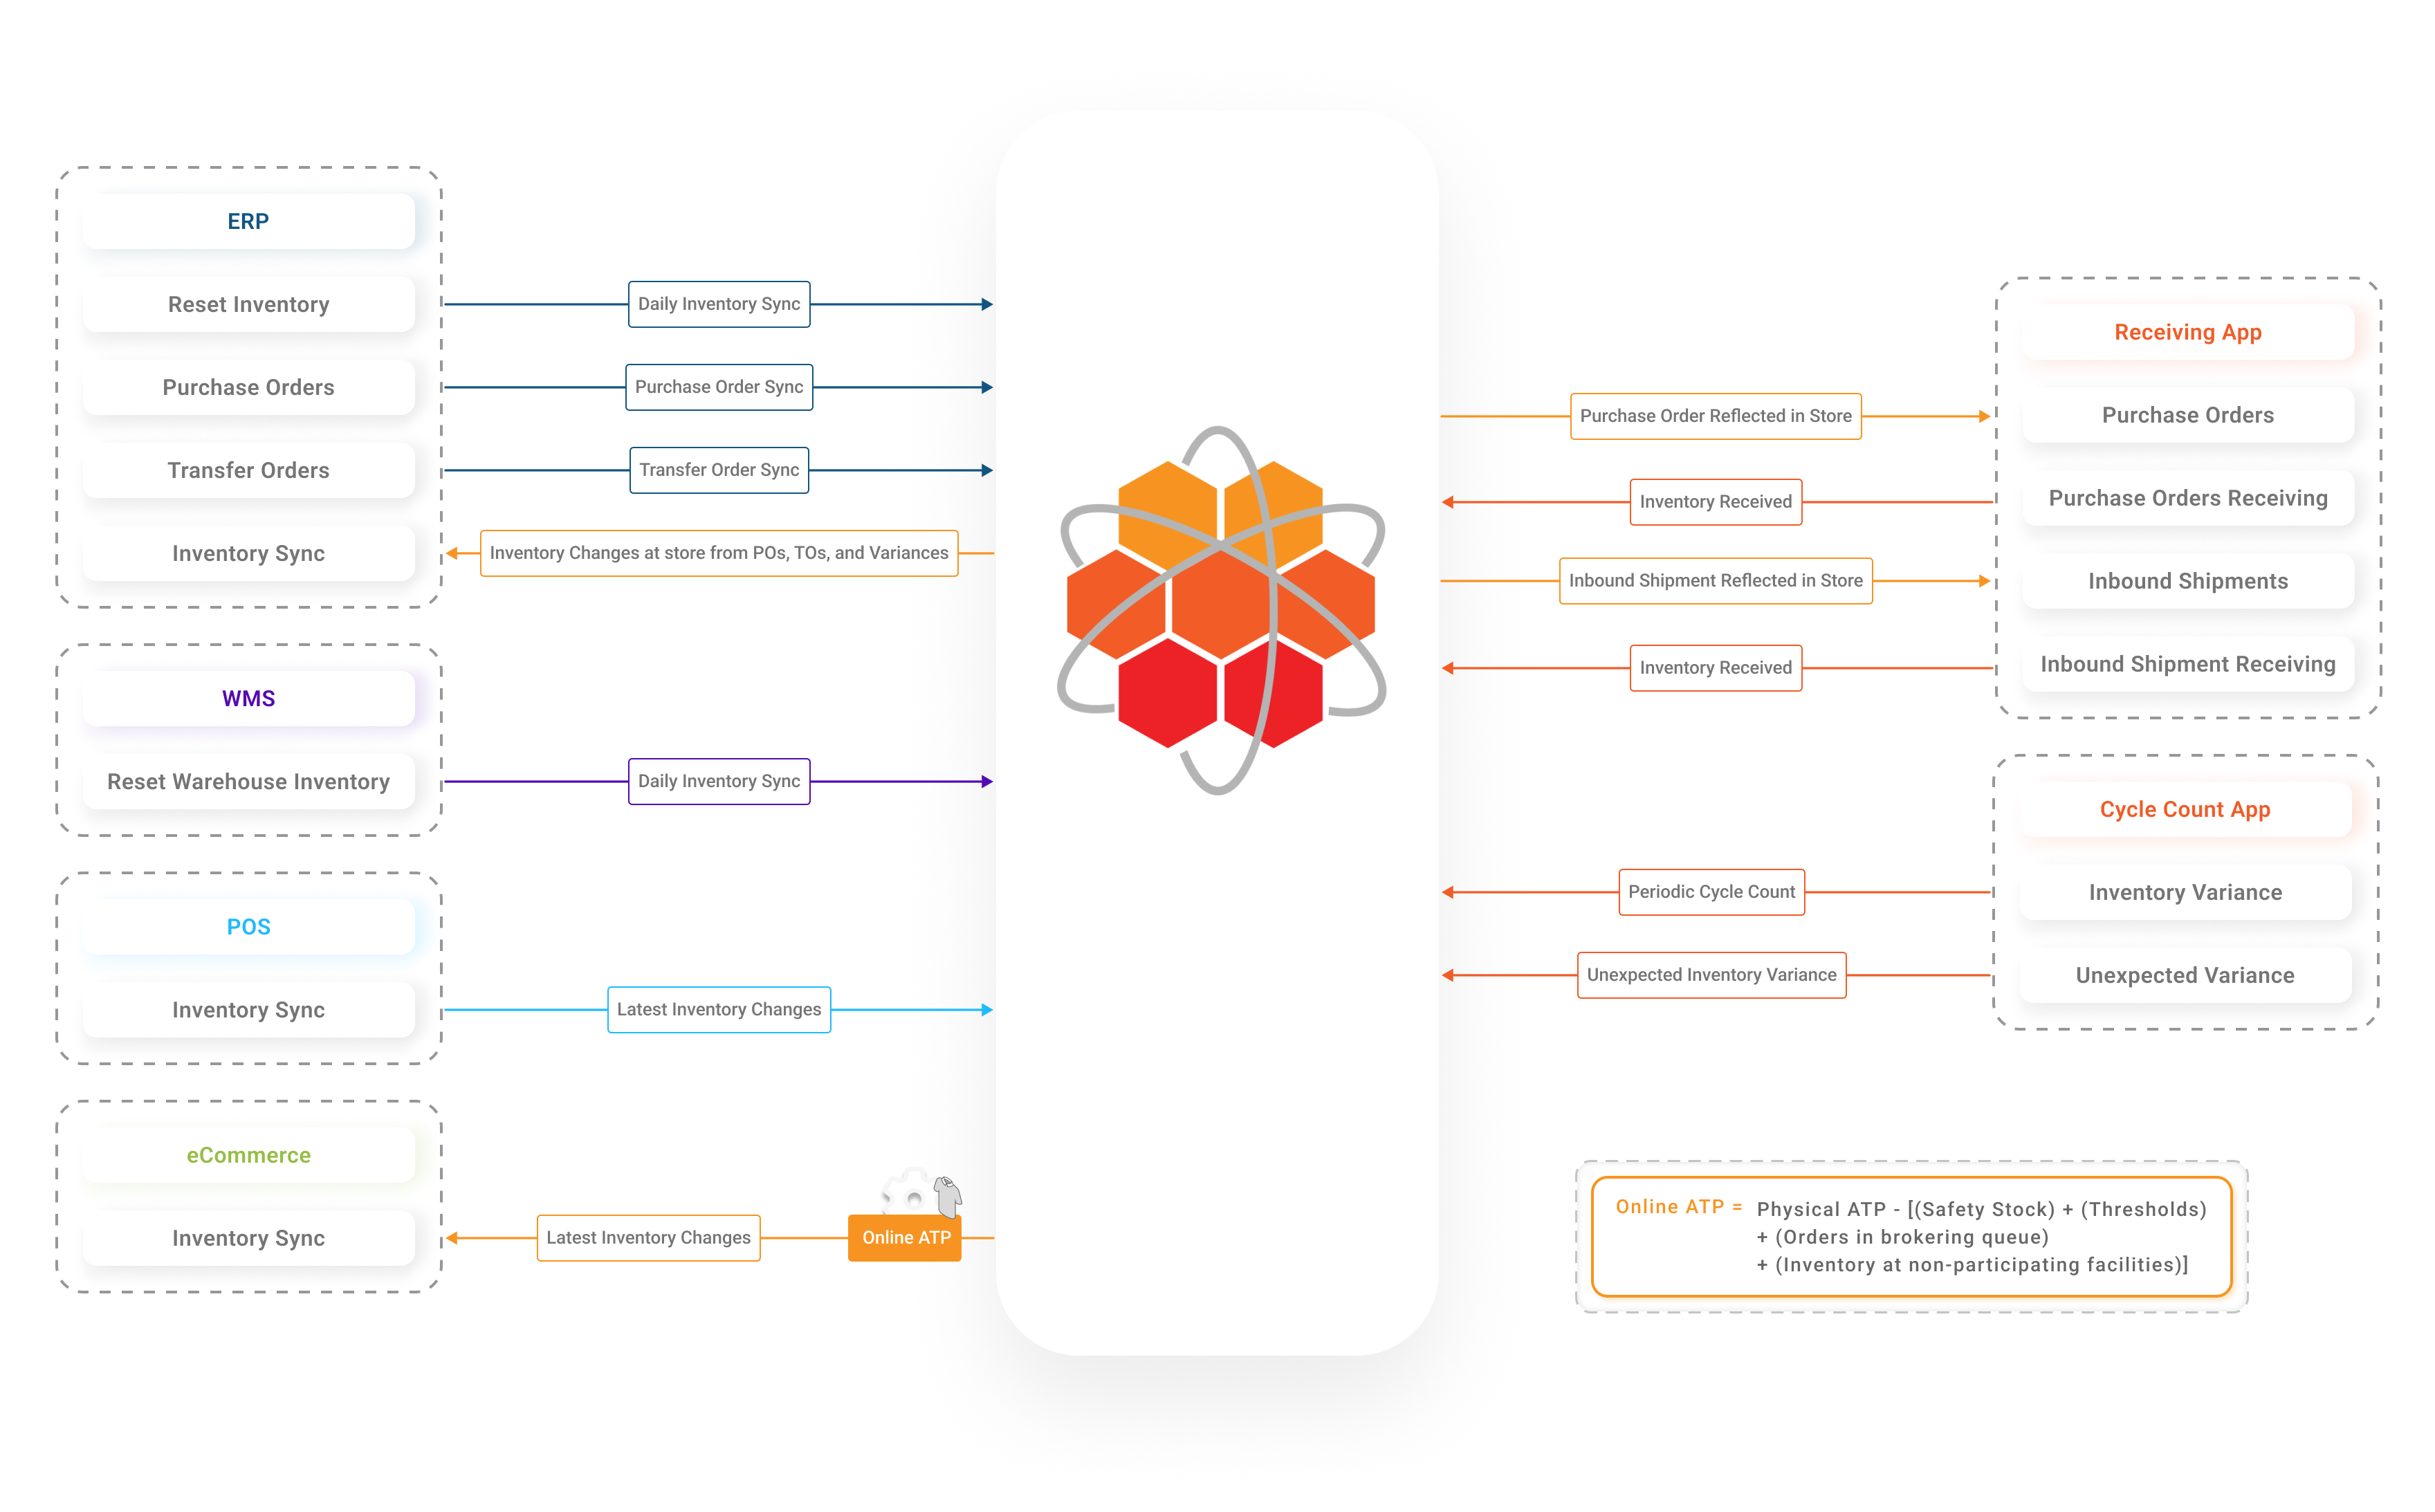 ERP
Reset Inventory
Daily Inventory Sync
Purchase Orders
Purchase Order Sync
Transfer Orders
Transfer Order Sync
Inventory Sync
Inventory Changes at store from POs, TOs, and Variances
WMS
Reset Warehouse Inventory
Daily Inventory Sync
POS
Inventory Sync
Latest Inventory Changes
eCommerce
Inventory Sync
Latest Inventory Changes
Online ATP
Receiving App
Purchase Order Reflected in Store
Purchase Orders
Inventory Received
Purchase Orders Receiving
Inbound Shipment Reflected in Store
Inbound Shipments
Inventory Received
Inbound Shipment Receiving
Cycle Count App
Periodic Cycle Count
Inventory Variance
Unexpected Inventory Variance
Unexpected Variance
Online ATP = Physical ATP - [(Safety Stock) + (Thresholds)
+ (Orders in brokering queue)
+ (Inventory at non-participating facilities)]